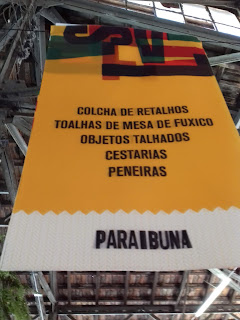 COLCHA DE RETALHOS
TOALHAS DE MESA DE FUXICO
OBJETOS TALHADOS
CESTARIAS
PENEIRAS
PARAIBUNA